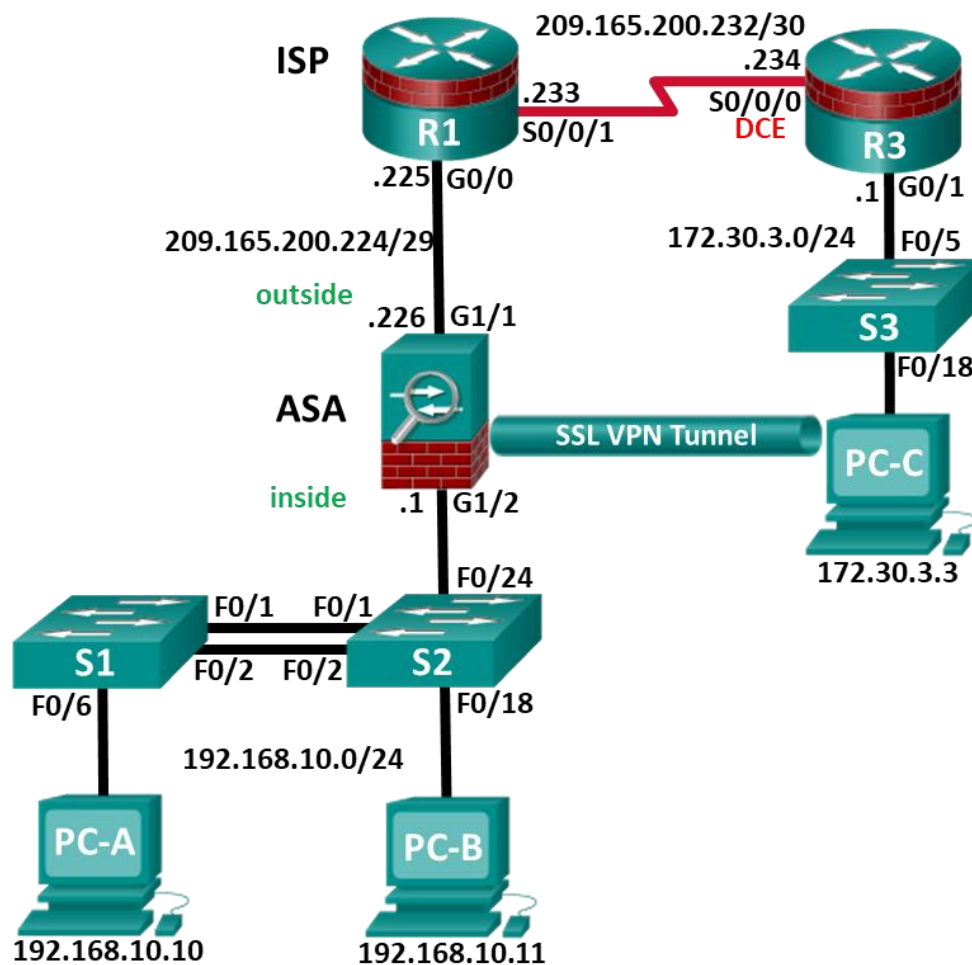 209.165.200.232/30
ISP
.234
.233
S0/0/0
R1
S0/0/1
DCE
R3
.225
G0/0
.1
G0/1
209.165.200.224/29
172.30.3.0/24
F0/5
outside
.226
G1/1
S3
F0/18
ASA
SSL VPN Tunnel
PC-C
inside
.1
G1/2
172.30.3.3
F0/24
F0/1
F0/1
S1
S2
F0/2
F0/2
F0/6
F0/18
192.168.10.0/24
PC-A
PC-B
192.168.10.10
192.168.10.11